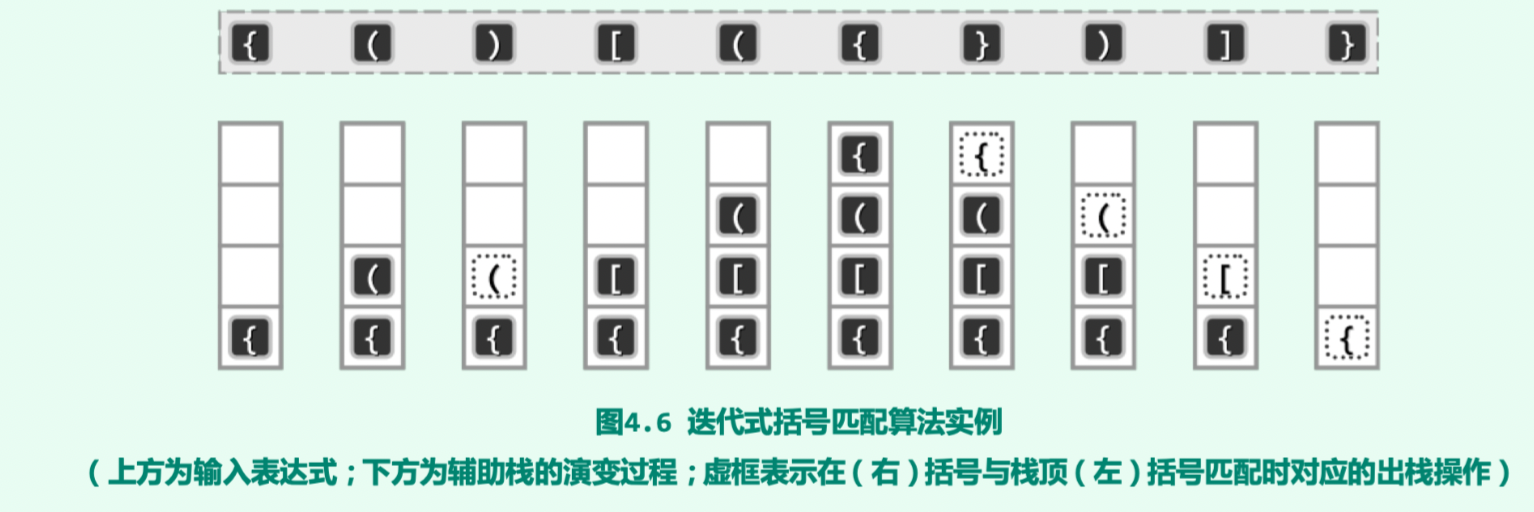 { ( ) [ ( { } ) ] }
{ {
( ( ( (
( ( [ [ [ [ [ [
{ { { { { { { { { {
图4.6 迭代式括号匹配算法实例
（上方为输入表达式；下方为辅助栈的演变过程；虚框表示在（右）括号与栈顶（左）括号匹配时对应的出栈操作）